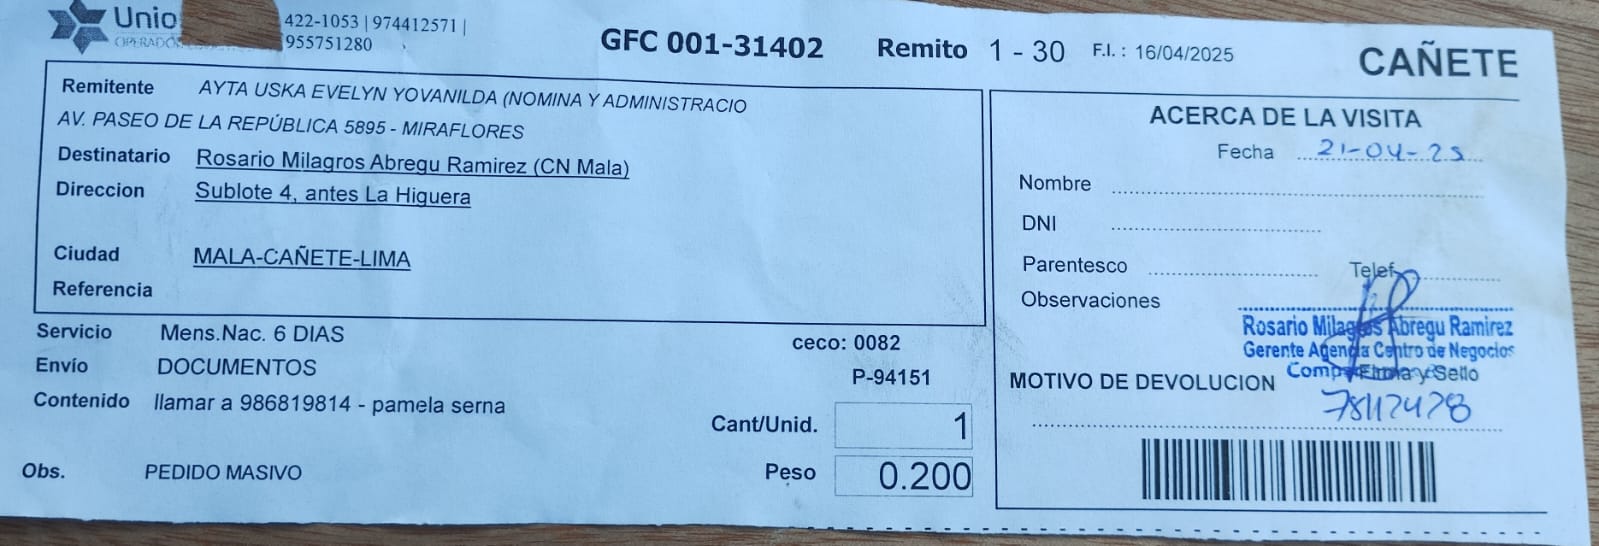 Unio 422-1053 | 974412571 |
955751280
GFC 001-31402 Remito 1 - 30 F.I. : 16/04/2025 CAÑETE
Remitente AYTA USKA EVELYN YOVANILDA (NOMINA Y ADMINISTRACIO
AV. PASEO DE LA REPÚBLICA 5895 - MIRAFLORES
Destinatario Rosario Milagros Abregu Ramirez (CN Mala)
Direccion Sublote 4, antes La Higuera
Ciudad MALA-CAÑETE-LIMA
Referencia
Servicio Mens.Nac. 6 DIAS
ceco: 0082
Envío DOCUMENTOS
P-94151
Contenido llamar a 986819814 - pamela serna
Cant/Unid. 1
Obs. PEDIDO MASIVO
Peso 0.200
ACERCA DE LA VISITA
Fecha 21-04-25
Nombre
DNI
Parentesco Telef
Observaciones
Rosario Milagros Abregu Ramirez
Gerente Agencia Centro de Negocios
Firma y Sello
MOTIVO DE DEVOLUCION